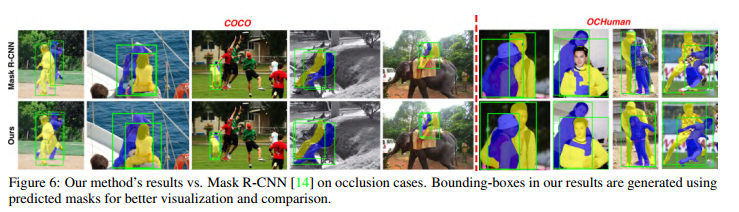 COCO
OCHuman
Mask R-CNN
Ours
Figure 6: Our method's results vs. Mask R-CNN [14] on occlusion cases. Bounding-boxes in our results are generated using
predicted masks for better visualization and comparison.